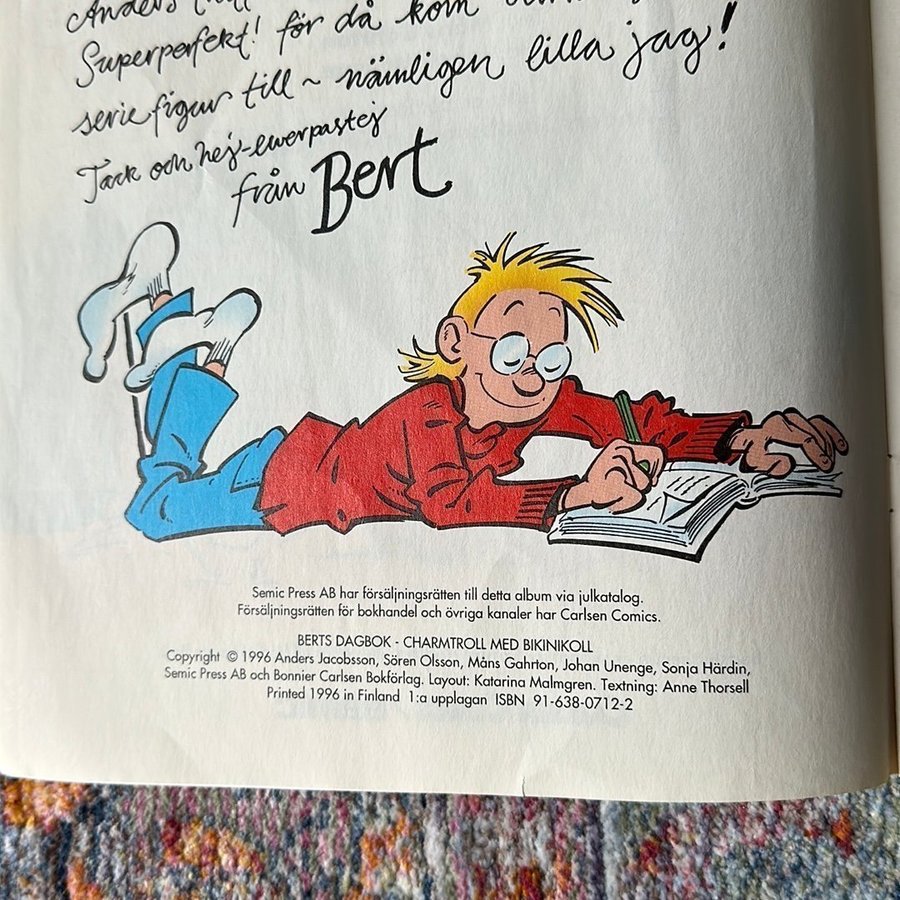 Anders
Superperfekt! för då kom
seriefigur till ~ nämligen lilla jag!
Tack och hej-leverpastej
från Bert
Semic Press AB har försäljningsrätten till detta album via julkatalog.
Försäljningsrätten för bokhandel och övriga kanaler har Carlsen Comics.
BERTS DAGBOK - CHARMTROLL MED BIKINIKOLL
Copyright © 1996 Anders Jacobsson, Sören Olsson, Måns Gahrton, Johan Unenge, Sonja Härdin,
Semic Press AB och Bonnier Carlsen Bokförlag. Layout: Katarina Malmgren. Textning: Anne Thorsell
Printed 1996 in Finland 1:a upplagan ISBN 91-638-0712-2